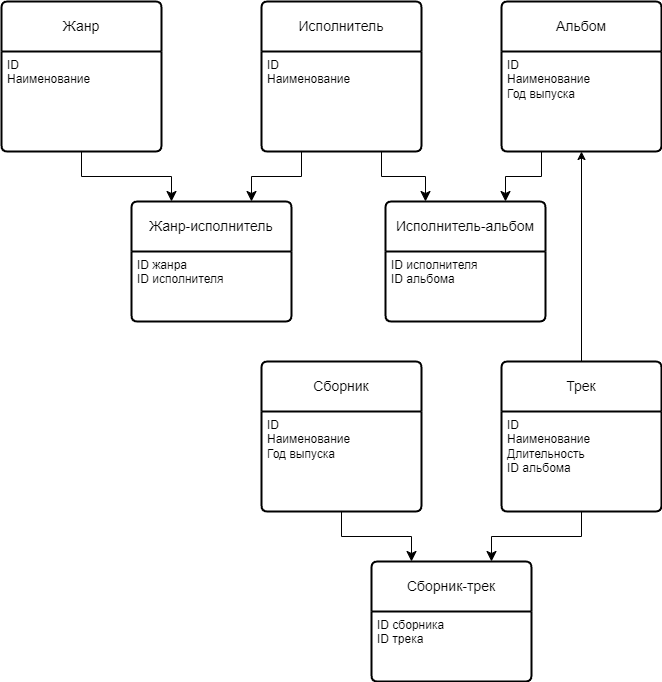 Жанр
ID
Наименование
Исполнитель
ID
Наименование
Альбом
ID
Наименование
Год выпуска
Жанр-исполнитель
ID жанра
ID исполнителя
Исполнитель-альбом
ID исполнителя
ID альбома
Сборник
ID
Наименование
Год выпуска
Трек
ID
Наименование
Длительность
ID альбома
Сборник-трек
ID сборника
ID трека